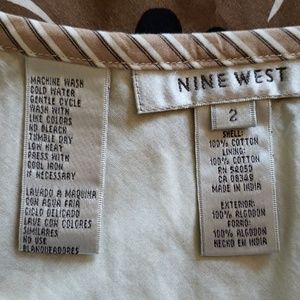 MACHINE WASH
COLD WATER
GENTLE CYCLE
WASH WITH
LIKE COLORS
NO BLEACH
TUMBLE DRY
LOW HEAT
PRESS WITH
COOL IRON
IF NECESSARY
LAVADO A MAQUINA
CON AGUA FRIA
CICLO DELICADO
LAVE CON COLORES
SIMILARES
NO USE
BLANQUEADORES
NINE WEST
2
SHELL:
100% COTTON
LINING:
100% COTTON
RN 52050
CA 08349
MADE IN INDIA
EXTERIOR:
100% ALGODON
FORRO:
100% ALGODON
HECHO EN INDIA